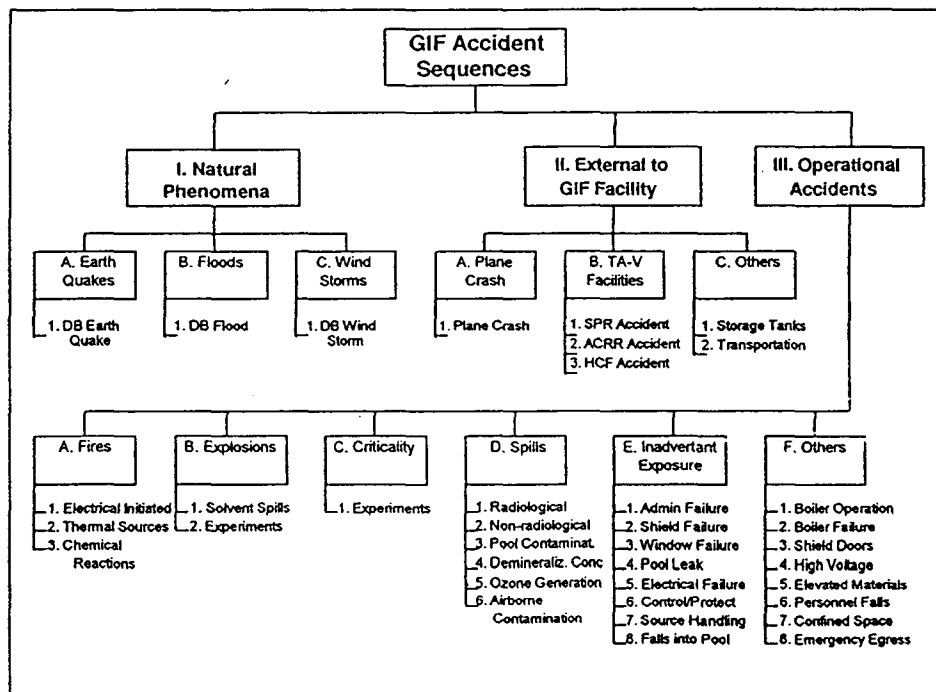 GIF Accident
Sequences
I. Natural
Phenomena
II. External to
GIF Facility
III. Operational
Accidents
A. Earth
Quakes
1. DB Earth
Quake
B. Floods
1. DB Flood
C. Wind
Storms
1. DB Wind
Storm
A. Plane
Crash
1. Plane Crash
B. TA-V
Facilities
1. SPR Accident
2. ACRR Accident
3. HCF Accident
C. Others
1. Storage Tanks
2. Transportation
A. Fires
1. Electrical Initiated
2. Thermal Sources
3. Chemical
Reactions
B. Explosions
1. Solvent Spills
2. Experiments
C. Criticality
1. Experiments
D. Spills
1. Radiological
2. Non-radiological
3. Pool Contaminat.
4. Demineraliz. Conc
5. Ozone Generation
6. Airborne
Contamination
E. Inadvertant
Exposure
1. Admin Failure
2. Shield Failure
3. Window Failure
4. Pool Leak
5. Electrical Failure
6. Control/Protect
7. Source Handling
8. Falls into Pool
F. Others
1. Boiler Operation
2. Boiler Failure
3. Shield Doors
4. High Voltage
5. Elevated Materials
6. Personnel Falls
7. Confined Space
8. Emergency Egress